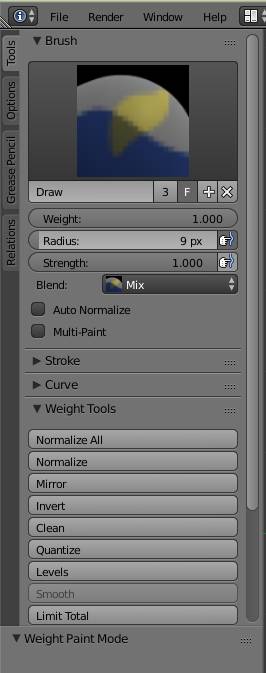 File Render Window Help
Tools
Options
Grease Pencil
Relations
Brush
Draw 3 F
Weight: 1.000
Radius: 9 px
Strength: 1.000
Blend: Mix
Auto Normalize
Multi-Paint
Stroke
Curve
Weight Tools
Normalize All
Normalize
Mirror
Invert
Clean
Quantize
Levels
Smooth
Limit Total
Weight Paint Mode